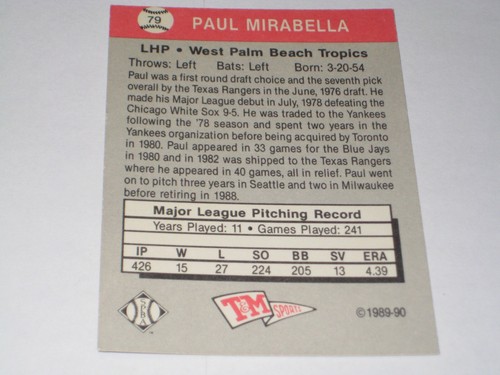 79
PAUL MIRABELLA
LHP • West Palm Beach Tropics
Throws: Left Bats: Left Born: 3-20-54
Paul was a first round draft choice and the seventh pick
overall by the Texas Rangers in the June, 1976 draft. He
made his Major League debut in July, 1978 defeating the
Chicago White Sox 9-5. He was traded to the Yankees
following the '78 season and spent two years in the
Yankees organization before being acquired by Toronto
in 1980. Paul appeared in 33 games for the Blue Jays
in 1980 and in 1982 was shipped to the Texas Rangers
where he appeared in 40 games, all in relief. Paul went
on to pitch three years in Seattle and two in Milwaukee
before retiring in 1988.
Major League Pitching Record
Years Played: 11 • Games Played: 241
IP W L SO BB SV ERA
426 15 27 224 205 13 4.39
SPBA
T&M SPORTS
©1989-90